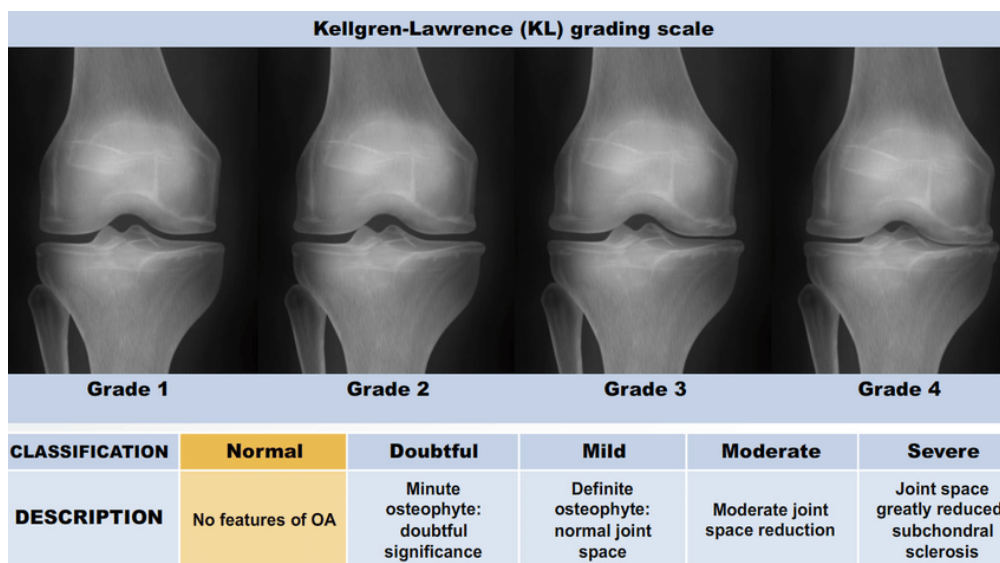 Kellgren-Lawrence (KL) grading scale
Grade 1
Grade 2
Grade 3
Grade 4
CLASSIFICATION
Normal
Doubtful
Mild
Moderate
Severe
DESCRIPTION
No features of OA
Minute
osteophyte:
doubtful
significance
Definite
osteophyte:
normal joint
space
Moderate joint
space reduction
Joint space
greatly reduced:
subchondral
sclerosis